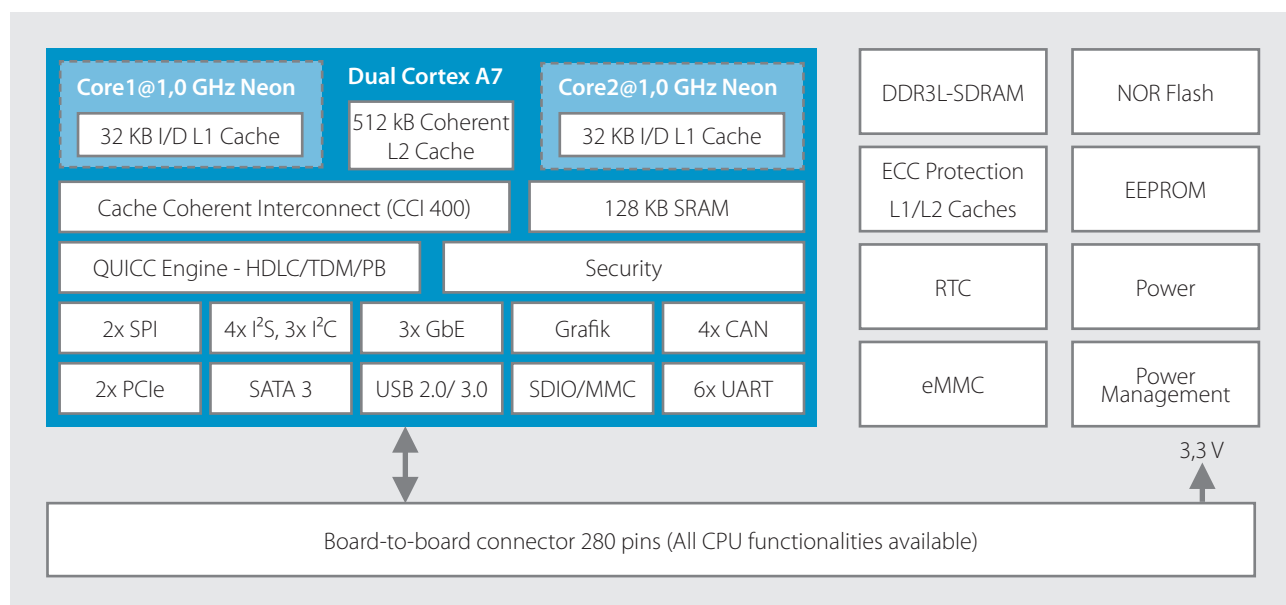 Core1@1,0 GHz Neon
32 KB I/D L1 Cache
Dual Cortex A7
512 kB Coherent
L2 Cache
Core2@1,0 GHz Neon
32 KB I/D L1 Cache
Cache Coherent Interconnect (CCI 400)
128 KB SRAM
QUICC Engine - HDLC/TDM/PB
Security
2x SPI
4x I²S, 3x I²C
3x GbE
Grafik
4x CAN
2x PCIe
SATA 3
USB 2.0/ 3.0
SDIO/MMC
6x UART
DDR3L-SDRAM
NOR Flash
ECC Protection
L1/L2 Caches
EEPROM
RTC
Power
eMMC
Power
Management
3,3 V
Board-to-board connector 280 pins (All CPU functionalities available)